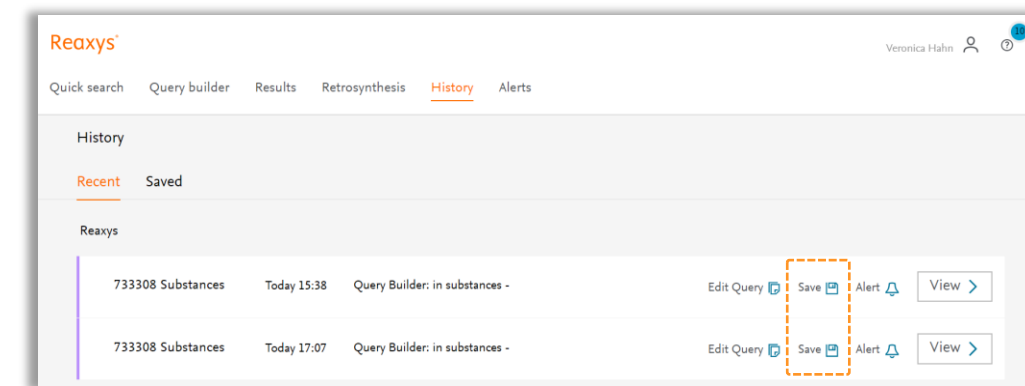 Reaxys®
Veronica Hahn
10
Quick search Query builder Results Retrosynthesis History Alerts
History
Recent Saved
Reaxys
733308 Substances Today 15:38 Query Builder: in substances - Edit Query Save Alert View >
733308 Substances Today 17:07 Query Builder: in substances - Edit Query Save Alert View >